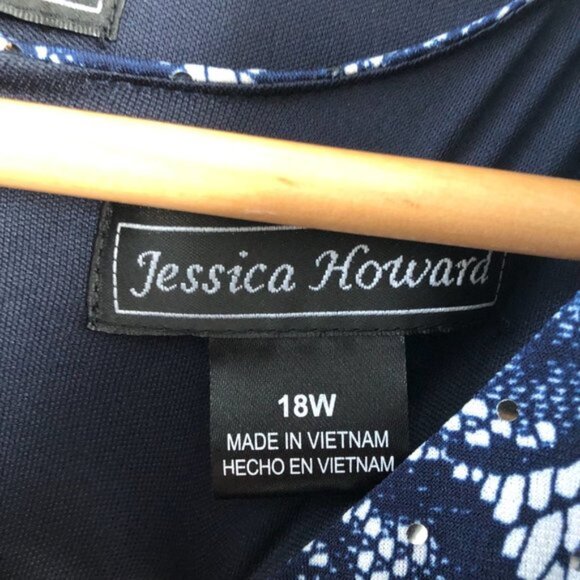 Jessica Howard
18W
MADE IN VIETNAM
HECHO EN VIETNAM